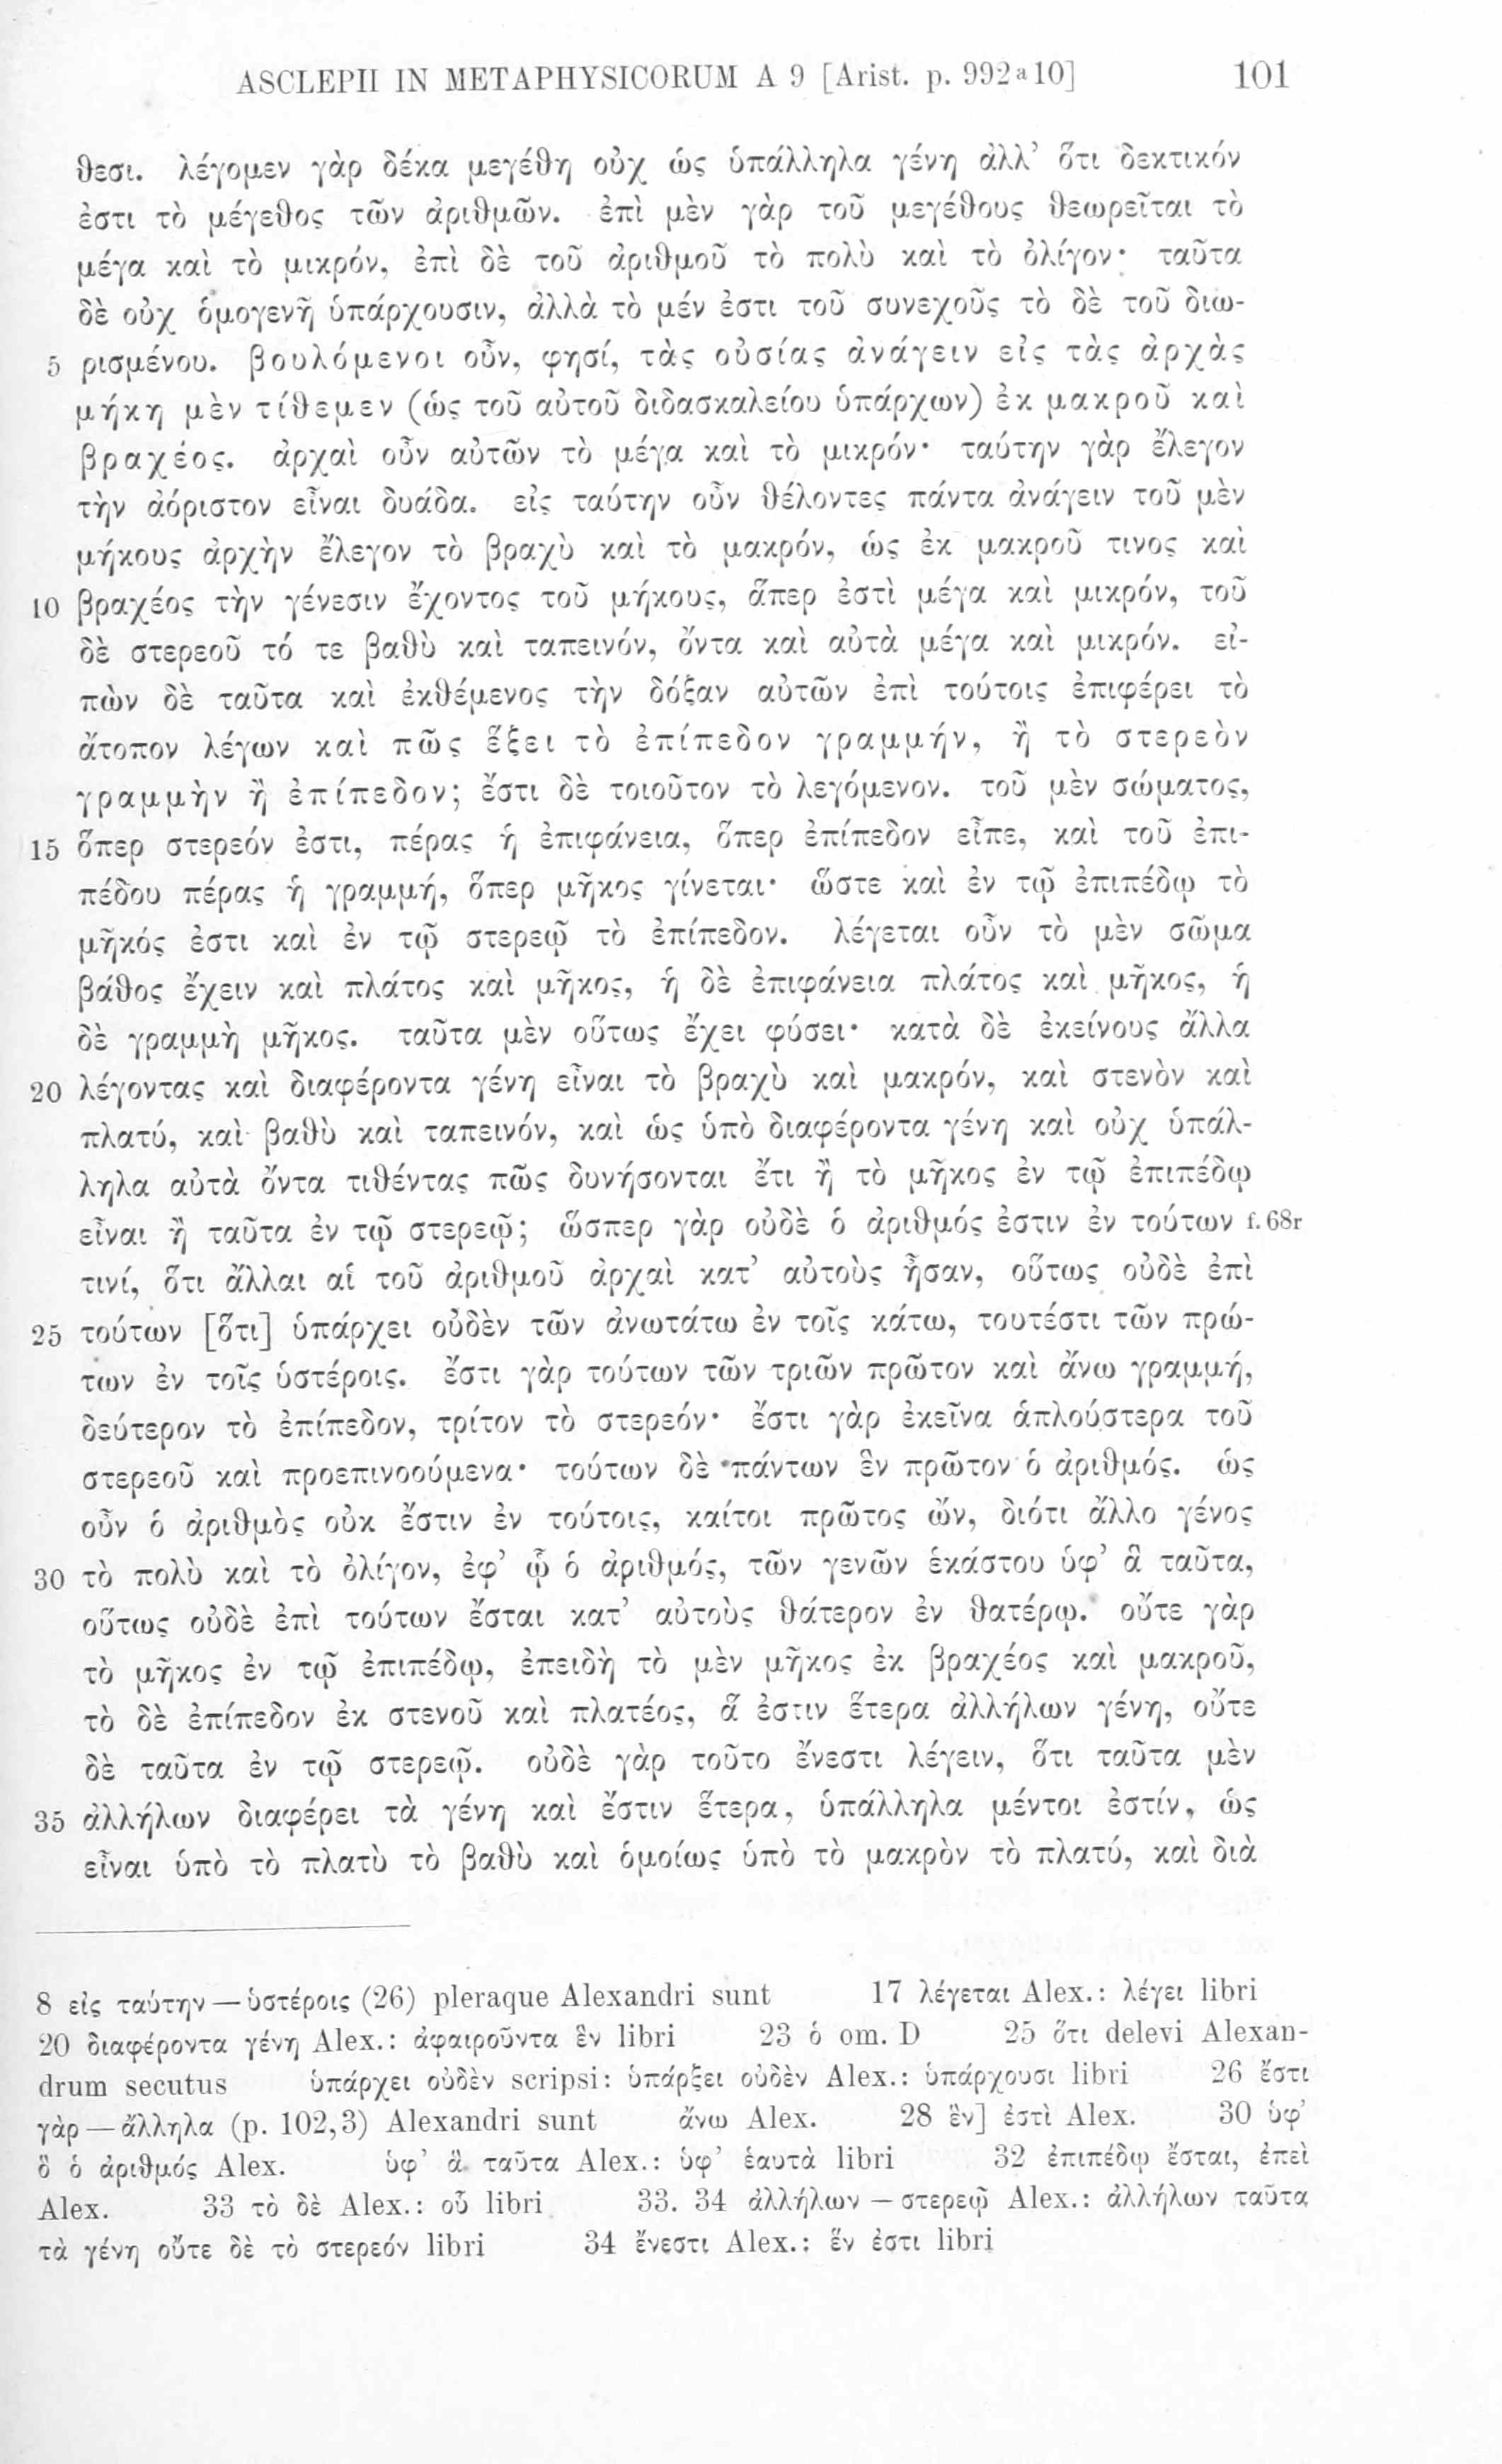 ASCLEPII IN METAPHYSICORUM A 9 [Arist. p. 992a10] 101
θεσι. λέγομεν γὰρ δέκα μεγέθη οὐχ ὡς ὑπάλληλα γένη ἀλλ’ ὅτι δεκτικόν
ἐστι τὸ μέγεθος τῶν ἀριθμῶν. ἐπὶ μὲν γὰρ τοῦ μεγέθους θεωρεῖται τὸ
μέγα καὶ τὸ μικρόν, ἐπὶ δὲ τοῦ ἀριθμοῦ τὸ πολὺ καὶ τὸ ὀλίγον· ταῦτα
δὲ οὐχ ὁμογενῆ ὑπάρχουσιν, ἀλλὰ τὸ μέν ἐστι τοῦ συνεχοῦς τὸ δὲ τοῦ διω-
5 ρισμένου. βουλόμενοι οὖν, φησί, τὰς οὐσίας ἀνάγειν εἰς τὰς ἀρχὰς
μήκη μὲν τίθεμεν (ὡς τοῦ αὐτοῦ διδασκαλείου ὑπάρχων) ἐκ μακροῦ καὶ
βραχέος. ἀρχαὶ οὖν αὐτῶν τὸ μέγα καὶ τὸ μικρόν· ταύτην γὰρ ἔλεγον
τὴν ἀόριστον εἶναι δυάδα. εἰς ταύτην οὖν θέλοντες πάντα ἀνάγειν τοῦ μὲν
μήκους ἀρχὴν ἔλεγον τὸ βραχὺ καὶ τὸ μακρόν, ὡς ἐκ μακροῦ τινος καὶ
10 βραχέος τὴν γένεσιν ἔχοντος τοῦ μήκους, ἅπερ ἐστὶ μέγα καὶ μικρόν, τοῦ
δὲ στερεοῦ τό τε βαθὺ καὶ ταπεινόν, ὄντα καὶ αὐτὰ μέγα καὶ μικρόν. εἰ-
πὼν δὲ ταῦτα καὶ ἐκθέμενος τὴν δόξαν αὐτῶν ἐπὶ τούτοις ἐπιφέρει τὸ
ἄτοπον λέγων καὶ πῶς ἕξει τὸ ἐπίπεδον γραμμήν, ἢ τὸ στερεὸν
γραμμὴν ἢ ἐπίπεδον; ἔστι δὲ τοιοῦτον τὸ λεγόμενον. τοῦ μὲν σώματος,
15 ὅπερ στερεόν ἐστι, πέρας ἡ ἐπιφάνεια, ὅπερ ἐπίπεδον εἶπε, καὶ τοῦ ἐπι-
πέδου πέρας ἡ γραμμή, ὅπερ μῆκος γίνεται· ὥστε καὶ ἐν τῷ ἐπιπέδῳ τὸ
μῆκός ἐστι καὶ ἐν τῷ στερεῷ τὸ ἐπίπεδον. λέγεται οὖν τὸ μὲν σῶμα
βάθος ἔχειν καὶ πλάτος καὶ μῆκος, ἡ δὲ ἐπιφάνεια πλάτος καὶ μῆκος, ἡ
δὲ γραμμὴ μῆκος. ταῦτα μὲν οὕτως ἔχει φύσει· κατὰ δὲ ἐκείνους ἄλλα
20 λέγοντας καὶ διαφέροντα γένη εἶναι τὸ βραχὺ καὶ μακρόν, καὶ στενὸν καὶ
πλατύ, καὶ βαθὺ καὶ ταπεινόν, καὶ ὡς ὑπὸ διαφέροντα γένη καὶ οὐχ ὑπάλ-
ληλα αὐτὰ ὄντα τιθέντας πῶς δυνήσονται ἔτι ἢ τὸ μῆκος ἐν τῷ ἐπιπέδῳ
εἶναι ἢ ταῦτα ἐν τῷ στερεῷ; ὥσπερ γὰρ οὐδὲ ὁ ἀριθμός ἐστιν ἐν τούτων f. 68r
τινί, ὅτι ἄλλαι αἱ τοῦ ἀριθμοῦ ἀρχαὶ κατ’ αὐτοὺς ἦσαν, οὕτως οὐδὲ ἐπὶ
25 τούτων [ὅτι] ὑπάρχει οὐδὲν τῶν ἀνωτάτω ἐν τοῖς κάτω, τουτέστι τῶν πρώ-
των ἐν τοῖς ὑστέροις. ἔστι γὰρ τούτων τῶν τριῶν πρῶτον καὶ ἄνω γραμμή,
δεύτερον τὸ ἐπίπεδον, τρίτον τὸ στερεόν· ἔστι γὰρ ἐκεῖνα ἁπλούστερα τοῦ
στερεοῦ καὶ προεπινοούμενα· τούτων δὲ πάντων ἓν πρῶτον ὁ ἀριθμός. ὡς
οὖν ὁ ἀριθμὸς οὐκ ἔστιν ἐν τούτοις, καίτοι πρῶτος ὤν, διότι ἄλλο γένος
30 τὸ πολὺ καὶ τὸ ὀλίγον, ἐφ’ ᾧ ὁ ἀριθμός, τῶν γενῶν ἑκάστου ὑφ’ ἃ ταῦτα,
οὕτως οὐδὲ ἐπὶ τούτων ἔσται κατ’ αὐτοὺς θάτερον ἐν θατέρῳ. οὔτε γὰρ
τὸ μῆκος ἐν τῷ ἐπιπέδῳ, ἐπειδὴ τὸ μὲν μῆκος ἐκ βραχέος καὶ μακροῦ,
τὸ δὲ ἐπίπεδον ἐκ στενοῦ καὶ πλατέος, ἅ ἐστιν ἕτερα ἀλλήλων γένη, οὔτε
δὲ ταῦτα ἐν τῷ στερεῷ. οὐδὲ γὰρ τοῦτο ἔνεστι λέγειν, ὅτι ταῦτα μὲν
35 ἀλλήλων διαφέρει τὰ γένη καὶ ἔστιν ἕτερα, ὑπάλληλα μέντοι ἐστίν, ὡς
εἶναι ὑπὸ τὸ πλατὺ τὸ βαθὺ καὶ ὁμοίως ὑπὸ τὸ μακρὸν τὸ πλατύ, καὶ διὰ
8 εἰς ταύτην — ὑστέροις (26) pleraque Alexandri sunt 17 λέγεται Alex.: λέγει libri
20 διαφέροντα γένη Alex.: ἀφαιροῦντα ἓν libri 23 ὁ om. D 25 ὅτι delevi Alexan-
drum secutus ὑπάρχει οὐδὲν scripsi: ὑπάρξει οὐδὲν Alex.: ὑπάρχουσι libri 26 ἔστι
γὰρ — ἄλληλα (p. 102,3) Alexandri sunt ἄνω Alex. 28 ἓν] ἐστὶ Alex. 30 ὑφ’
ὃ ὁ ἀριθμός Alex. ὑφ’ ἃ ταῦτα Alex.: ὑφ’ ἑαυτὰ libri 32 ἐπιπέδῳ ἔσται, ἐπεὶ
Alex. 33 τὸ δὲ Alex.: οὗ libri 33. 34 ἀλλήλων — στερεῷ Alex.: ἀλλήλων ταῦτα
τὰ γένη οὔτε δὲ τὸ στερεόν libri 34 ἔνεστι Alex.: ἕν ἐστι libri